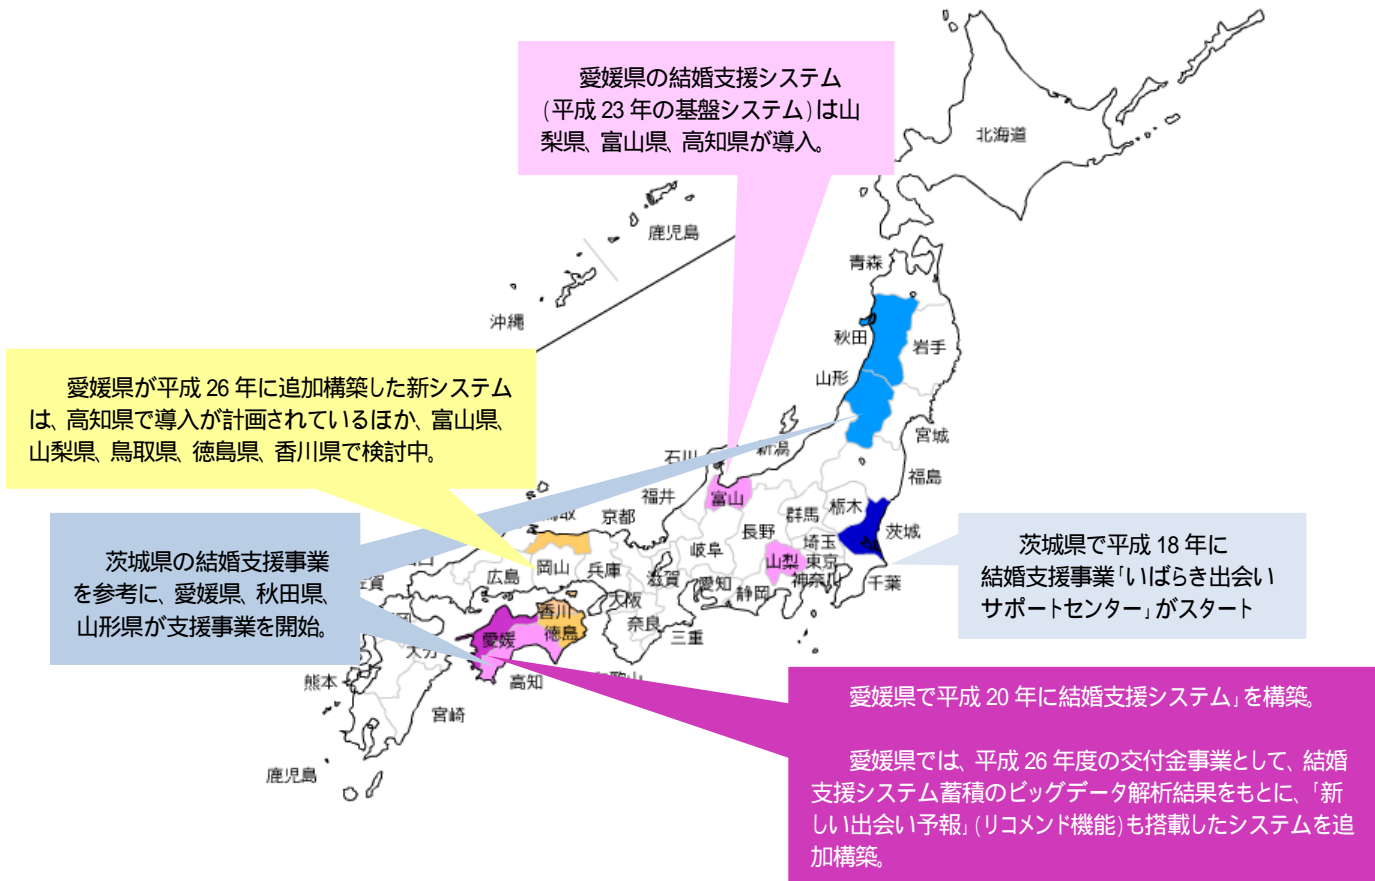 愛媛県の結婚支援システム
(平成 23 年の基盤システム)は山
梨県、富山県、高知県が導入。
北海道
鹿児島
沖縄
青森
秋田
岩手
山形
宮城
新潟
福島
石川
富山
福井
長野
群馬
栃木
茨城
埼玉
東京
山梨
神奈川
千葉
岐阜
愛知
静岡
滋賀
京都
兵庫
大阪
奈良
三重
岡山
広島
香川
徳島
愛媛
高知
熊本
宮崎
鹿児島
愛媛県が平成 26 年に追加構築した新システム
は、高知県で導入が計画されているほか、富山県、
山梨県、鳥取県、徳島県、香川県で検討中。
茨城県の結婚支援事業
を参考に、愛媛県、秋田県、
山形県が支援事業を開始。
茨城県で平成 18 年に
結婚支援事業「いばらき出会い
サポートセンター」がスタート
愛媛県で平成 20 年に結婚支援システム」を構築。
愛媛県では、平成 26 年度の交付金事業として、結婚
支援システム蓄積のビッグデータ解析結果をもとに、「新
しい出会い予報」(リコメンド機能)も搭載したシステムを追
加構築。